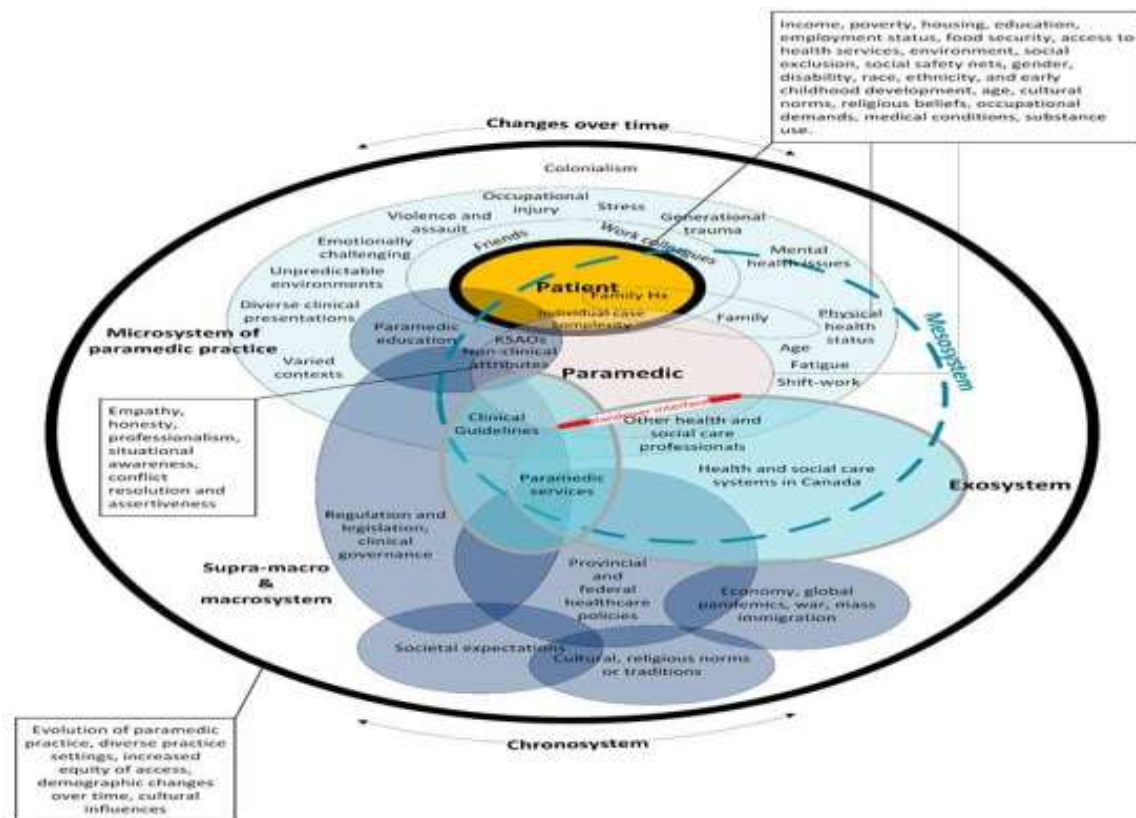 Income, poverty, housing, education,
employment status, food security, access to
health services, environment, social
exclusion, social safety nets, gender,
disability, race, ethnicity, and early
childhood development, age, cultural
norms, religious beliefs, occupational
demands, medical conditions, substance
use.
Changes over time
Colonialism
Occupational
injury
Stress
Violence and
assault
Generational
trauma
Friends
Work colleagues
Emotionally
challenging
Mental
health issues
Unpredictable
environments
Patient
Family Hx
Diverse clinical
presentations
Individual case
complexity
Family
Physical
health
status
Mesosystem
Microsystem of
paramedic practice
Paramedic
education
KSAOs
Non-clinical
attributes
Varied
contexts
Paramedic
Age
Fatigue
Shift-work
Empathy,
honesty,
professionalism,
situational
awareness,
conflict
resolution and
assertiveness
Clinical
Guidelines
interface
Other health and
social care
professionals
Paramedic
services
Health and social care
systems in Canada
Exosystem
Regulation and
legislation,
clinical
governance
Supra-macro
&
macrosystem
Provincial
and
federal
healthcare
policies
Economy, global
pandemics, war, mass
immigration
Societal expectations
Cultural, religious norms
or traditions
Chronosystem
Evolution of paramedic
practice, diverse practice
settings, increased
equity of access,
demographic changes
over time, cultural
influences